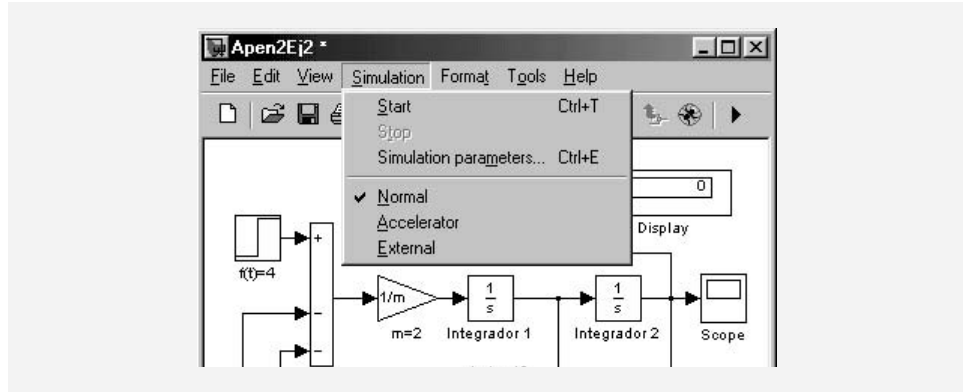 Apen2Ej2 *
File Edit View Simulation Format Tools Help
Start Ctrl+T
Stop
Simulation parameters... Ctrl+E
Normal
Accelerator
External
0
Display
+
f(t)=4
1/m
1
s
1
s
−
m=2 Integrador 1 Integrador 2 Scope
−